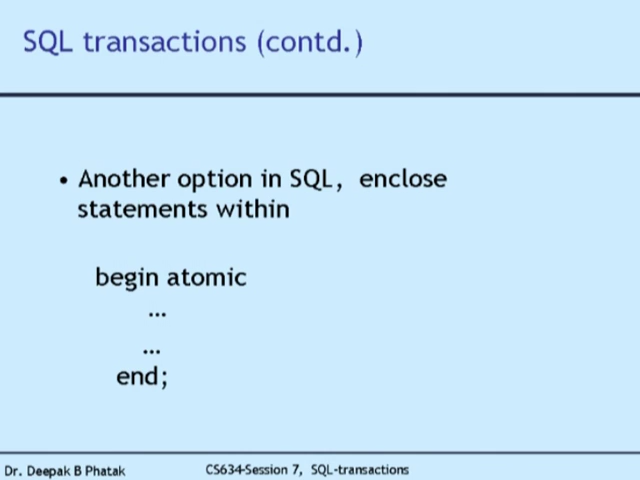 SQL transactions (contd.)
• Another option in SQL, enclose
statements within
begin atomic
...
...
end;
Dr. Deepak B Phatak
CS634-Session 7, SQL-transactions